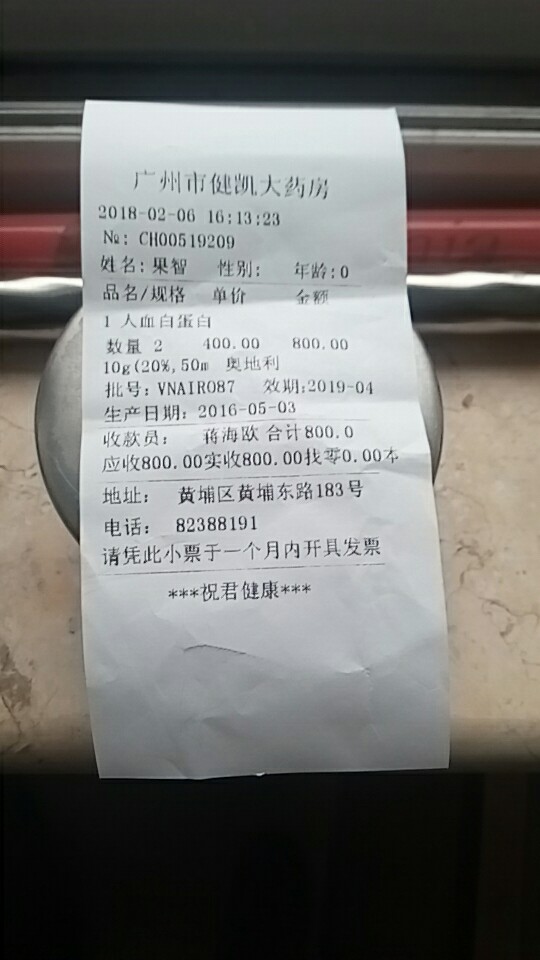 广州市健凯大药房
2018-02-06 16:13:23
№: CH00519209
姓名: 果智 性别: 年龄:0
品名/规格 单价 金额
1 人血白蛋白
数量 2 400.00 800.00
10g(20%,50m 奥地利
批号: VNAIR087 效期:2019-04
生产日期: 2016-05-03
收款员: 蒋海欧 合计800.0
应收800.00实收800.00找零0.00本
地址: 黄埔区黄埔东路183号
电话: 82388191
请凭此小票于一个月内开具发票
***祝君健康***